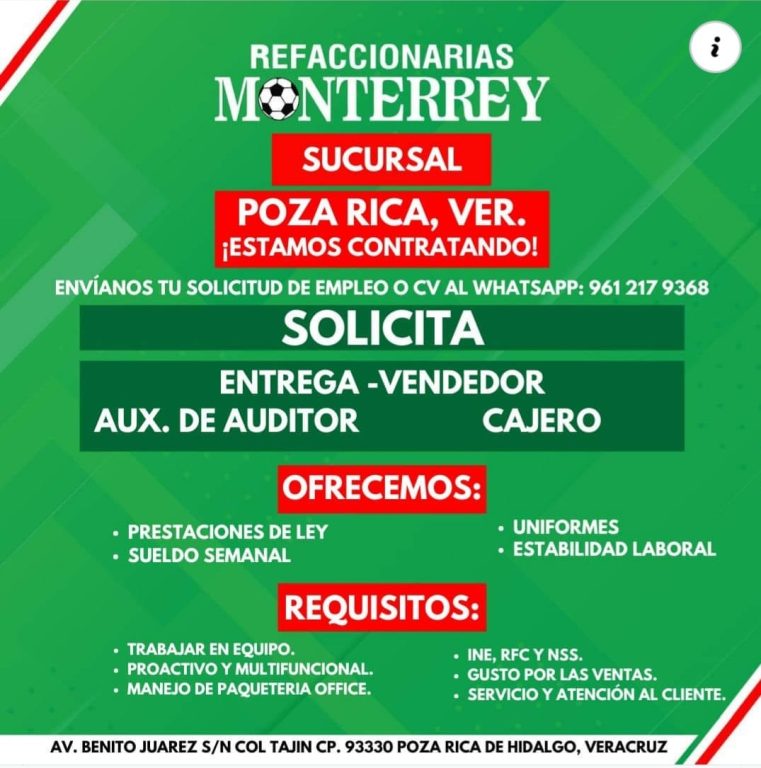 REFACCIONARIAS
MONTERREY
SUCURSAL
POZA RICA, VER.
¡ESTAMOS CONTRATANDO!
ENVÍANOS TU SOLICITUD DE EMPLEO O CV AL WHATSAPP: 961 217 9368
SOLICITA
ENTREGA -VENDEDOR
AUX. DE AUDITOR CAJERO
OFRECEMOS:
• PRESTACIONES DE LEY
• SUELDO SEMANAL
• UNIFORMES
• ESTABILIDAD LABORAL
REQUISITOS:
• TRABAJAR EN EQUIPO.
• PROACTIVO Y MULTIFUNCIONAL.
• MANEJO DE PAQUETERIA OFFICE.
• INE, RFC Y NSS.
• GUSTO POR LAS VENTAS.
• SERVICIO Y ATENCIÓN AL CLIENTE.
AV. BENITO JUAREZ S/N COL TAJIN CP. 93330 POZA RICA DE HIDALGO, VERACRUZ